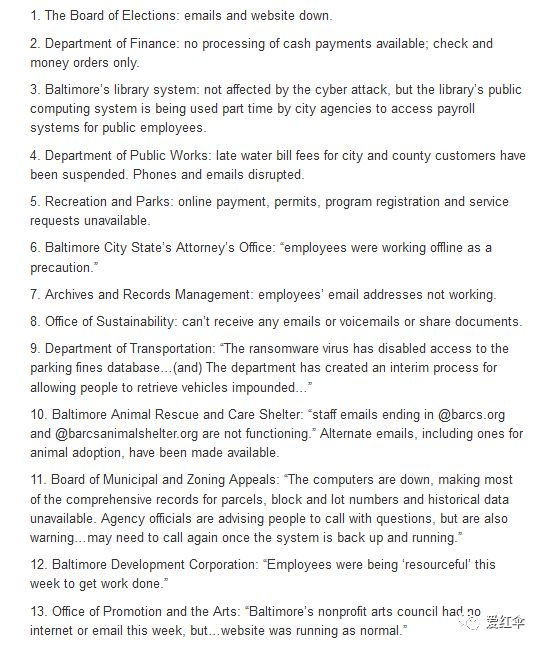 1. The Board of Elections: emails and website down.
2. Department of Finance: no processing of cash payments available; check and
money orders only.
3. Baltimore's library system: not affected by the cyber attack, but the library's public
computing system is being used part time by city agencies to access payroll
systems for public employees.
4. Department of Public Works: late water bill fees for city and county customers have
been suspended. Phones and emails disrupted.
5. Recreation and Parks: online payment, permits, program registration and service
requests unavailable.
6. Baltimore City State's Attorney's Office: “employees were working offline as a
precaution.”
7. Archives and Records Management: employees' email addresses not working.
8. Office of Sustainability: can't receive any emails or voicemails or share documents.
9. Department of Transportation: “The ransomware virus has disabled access to the
parking fines database…(and) The department has created an interim process for
allowing people to retrieve vehicles impounded…”
10. Baltimore Animal Rescue and Care Shelter: “staff emails ending in @barcs.org
and @barcsanimalshelter.org are not functioning.” Alternate emails, including ones for
animal adoption, have been made available.
11. Board of Municipal and Zoning Appeals: “The computers are down, making most
of the comprehensive records for parcels, block and lot numbers and historical data
unavailable. Agency officials are advising people to call with questions, but are also
warning…may need to call again once the system is back up and running.”
12. Baltimore Development Corporation: “Employees were being ‘resourceful’ this
week to get work done.”
13. Office of Promotion and the Arts: “Baltimore's nonprofit arts council had no
internet or email this week, but…website was running as normal.”
爱红伞